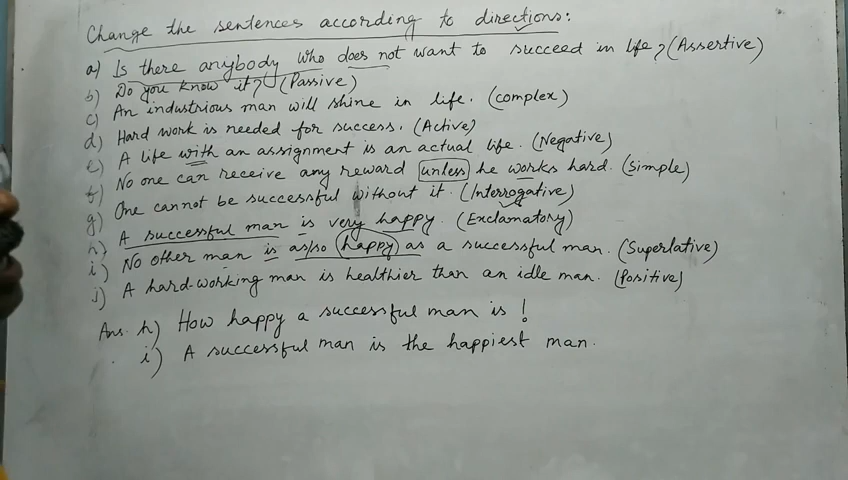 Change the sentences according to directions:
a) Is there anybody who does not want to succeed in life? (Assertive)
b) Do you know it? (Passive)
c) An industrious man will shine in life. (complex)
d) Hard work is needed for success. (Active)
e) A life with an assignment is an actual life. (Negative)
f) No one can receive any reward unless he works hard. (Simple)
g) One cannot be successful without it. (Interrogative)
h) A successful man is very happy. (Exclamatory)
i) No other man is as/so happy as a successful man. (Superlative)
j) A hard-working man is healthier than an idle man. (Positive)
Ans. h) How happy a successful man is!
i) A successful man is the happiest man.